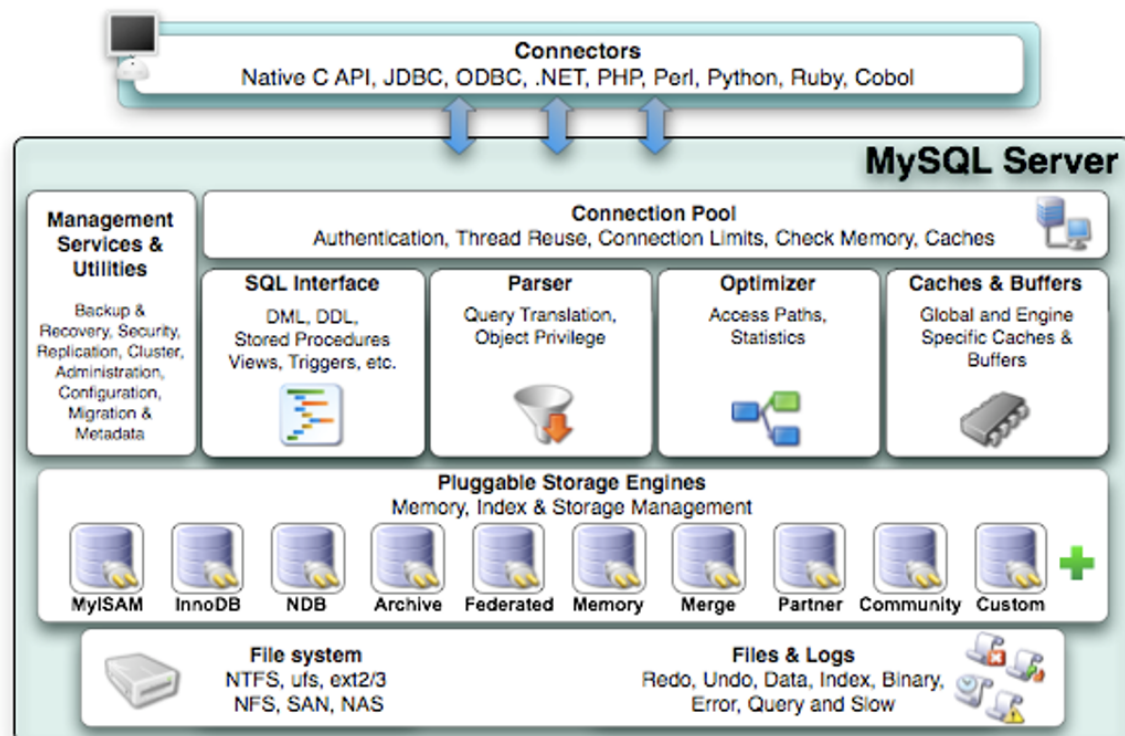 Connectors
Native C API, JDBC, ODBC, .NET, PHP, Perl, Python, Ruby, Cobol
MySQL Server
Management
Services &
Utilities
Backup &
Recovery, Security,
Replication, Cluster,
Administration,
Configuration,
Migration &
Metadata
Connection Pool
Authentication, Thread Reuse, Connection Limits, Check Memory, Caches
SQL Interface
DML, DDL,
Stored Procedures
Views, Triggers, etc.
Parser
Query Translation,
Object Privilege
Optimizer
Access Paths,
Statistics
Caches & Buffers
Global and Engine
Specific Caches &
Buffers
Pluggable Storage Engines
Memory, Index & Storage Management
MyISAM
InnoDB
NDB
Archive
Federated
Memory
Merge
Partner
Community
Custom
File system
NTFS, ufs, ext2/3
NFS, SAN, NAS
Files & Logs
Redo, Undo, Data, Index, Binary,
Error, Query and Slow